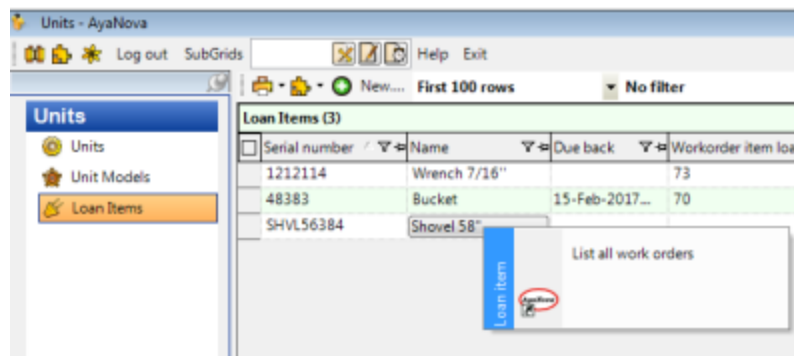 Units - AyaNova
Log out SubGrids Help Exit
New.... First 100 rows No filter
Units
Units
Unit Models
Loan Items
Loan Items (3)
Serial number Name Due back Workorder item loa
1212114 Wrench 7/16" 73
48383 Bucket 15-Feb-2017... 70
SHVL56384 Shovel 58"
Loan item
List all work orders
AyaNova